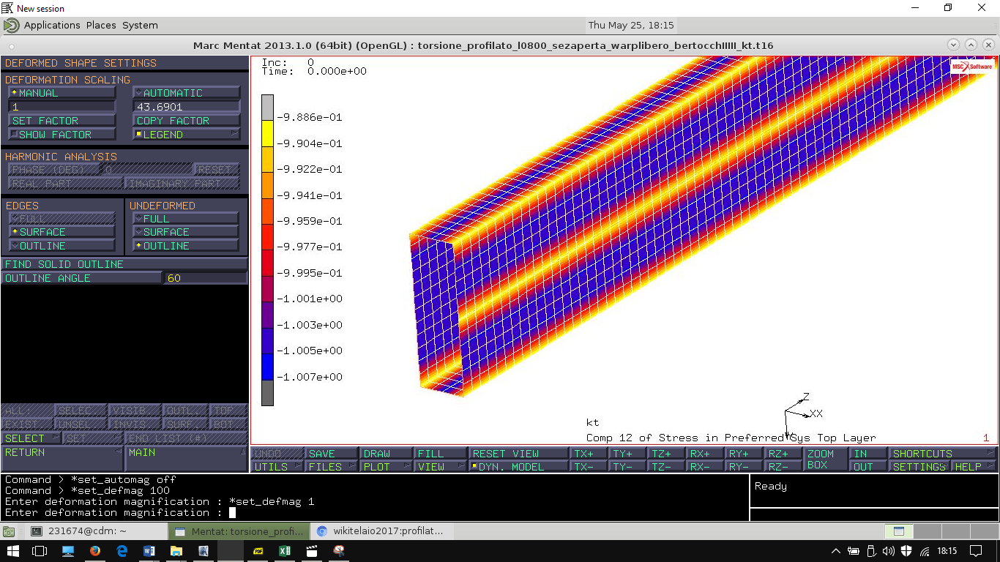 New session
Applications Places System
Thu May 25, 18:15
Marc Mentat 2013.1.0 (64bit) (OpenGL) : torsione_profilato_l0800_sezaperta_warplibero_bertocchIIIII_kt.t16
DEFORMED SHAPE SETTINGS
DEFORMATION SCALING
MANUAL AUTOMATIC
1 43.6901
SET FACTOR COPY FACTOR
SHOW FACTOR LEGEND
HARMONIC ANALYSIS
PHASE (DEG) 0 RESET
REAL PART IMAGINARY PART
EDGES UNDEFORMED
FULL FULL
SURFACE SURFACE
OUTLINE OUTLINE
FIND SOLID OUTLINE
OUTLINE ANGLE 60
ALL: SELEC. VISIB. OUTL. TOP
EXIST. UNSEL. INVIS. SURF. BOT.
SELECT SET END LIST (#)
RETURN MAIN
Inc: 0
Time: 0.000e+00
MSC Software
-9.886e-01
-9.904e-01
-9.922e-01
-9.941e-01
-9.959e-01
-9.977e-01
-9.995e-01
-1.001e+00
-1.003e+00
-1.005e+00
-1.007e+00
Z
XX
kt
Comp 12 of Stress in Preferred Sys Top Layer
1
UNDO SAVE DRAW FILL RESET VIEW TX+ TY+ TZ+ RX+ RY+ RZ+ ZOOM BOX IN SHORTCUTS
UTILS FILES PLOT VIEW DYN. MODEL TX- TY- TZ- RX- RY- RZ- OUT SETTINGS HELP
Command > *set_automag off
Command > *set_defmag 100
Enter deformation magnification : *set_defmag 1
Enter deformation magnification :
Ready
231674@cdm: ~
Mentat: torsione_profi...
wikitelaio2017:profilat...
18:15